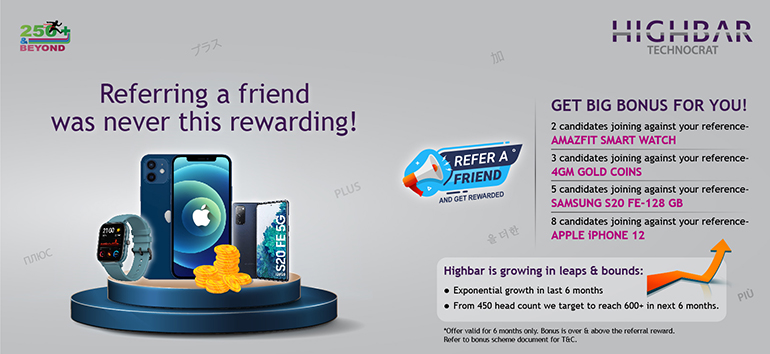 250+
&
BEYOND
HIGHBAR
TECHNOCRAT
プラス
加
Referring a friend
was never this rewarding!
PLUS
을 더한
ПЛЮС
PIÙ
21:00
S20 FE 5G
REFER A
FRIEND
AND GET REWARDED
GET BIG BONUS FOR YOU!
2 candidates joining against your reference-
AMAZFIT SMART WATCH
3 candidates joining against your reference-
4GM GOLD COINS
5 candidates joining against your reference-
SAMSUNG S20 FE-128 GB
8 candidates joining against your reference-
APPLE iPHONE 12
Highbar is growing in leaps & bounds:
• Exponential growth in last 6 months
• From 450 head count we target to reach 600+ in next 6 months.
*Offer valid for 6 months only. Bonus is over & above the referral reward.
Refer to bonus scheme document for T&C.